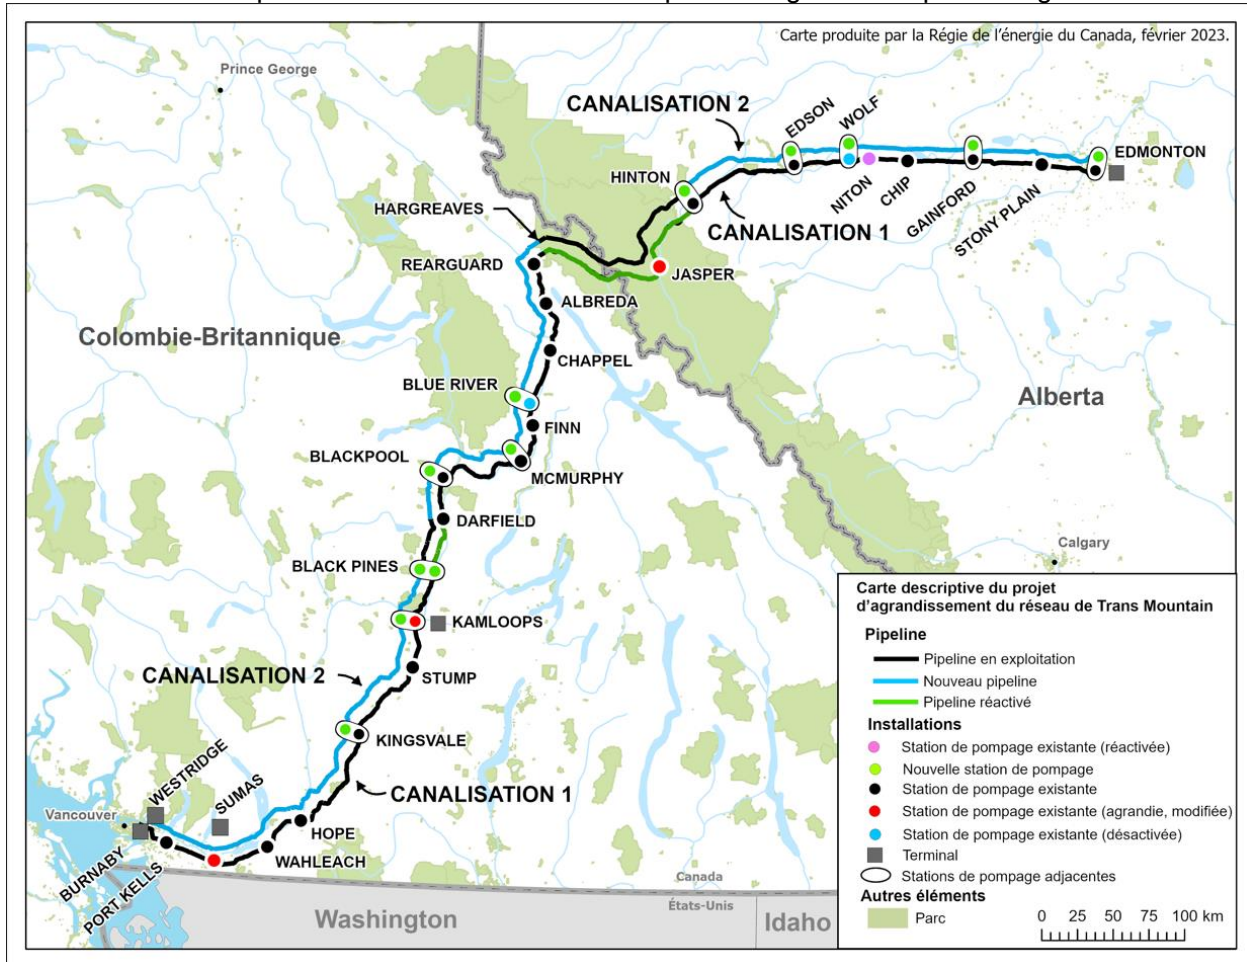 Carte produite par la Régie de l'énergie du Canada, février 2023.
Prince George
CANALISATION 2
EDSON
WOLF
EDMONTON
HINTON
NITON
CHIP
GAINFORD
STONY PLAIN
HARGREAVES
CANALISATION 1
REARGUARD
JASPER
ALBREDA
Colombie-Britannique
CHAPPEL
BLUE RIVER
Alberta
FINN
BLACKPOOL
MCMURPHY
DARFIELD
Calgary
BLACK PINES
KAMLOOPS
CANALISATION 2
STUMP
KINGSVALE
WESTRIDGE
SUMAS
CANALISATION 1
Vancouver
HOPE
WAHLEACH
BURNABY
PORT KELLS
Canada
États-Unis
Washington
Idaho
Carte descriptive du projet
d'agrandissement du réseau de Trans Mountain
Pipeline
Pipeline en exploitation
Nouveau pipeline
Pipeline réactivé
Installations
Station de pompage existante (réactivée)
Nouvelle station de pompage
Station de pompage existante
Station de pompage existante (agrandie, modifiée)
Station de pompage existante (désactivée)
Terminal
Stations de pompage adjacentes
Autres éléments
Parc
0 25 50 75 100 km